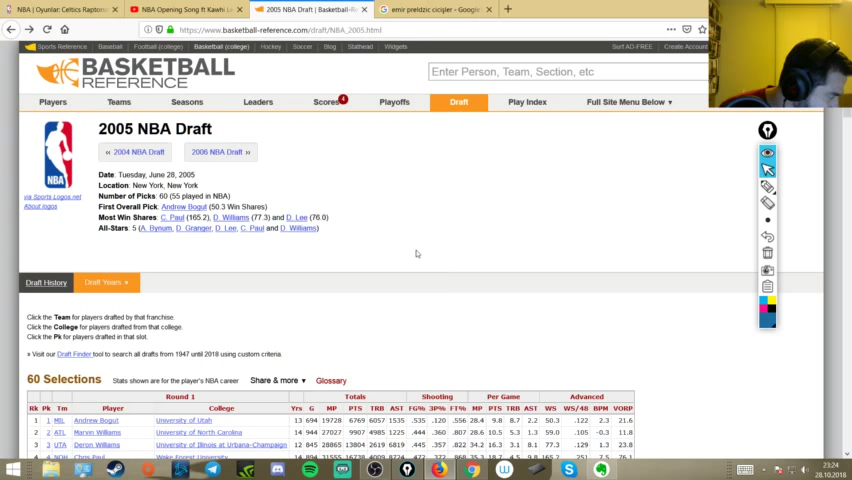 NBA | Oyunlar: Celtics Raptors
NBA Opening Song ft Kawhi Le
2005 NBA Draft | Basketball-R
emir preldzic cicişler - Google
https://www.basketball-reference.com/draft/NBA_2005.html
Sports Reference Baseball Football (college) Basketball (college) Hockey Soccer Blog Stathead Widgets Surf AD-FREE Create Account
BASKETBALL
REFERENCE
Enter Person, Team, Section, etc
Players Teams Seasons Leaders Scores 4 Playoffs Draft Play Index Full Site Menu Below ▼
2005 NBA Draft
« 2004 NBA Draft 2006 NBA Draft »
NBA
via Sports Logos.net
About logos
Date: Tuesday, June 28, 2005
Location: New York, New York
Number of Picks: 60 (55 played in NBA)
First Overall Pick: Andrew Bogut (50.3 Win Shares)
Most Win Shares: C. Paul (165.2), D. Williams (77.3) and D. Lee (76.0)
All-Stars: 5 (A. Bynum, D. Granger, D. Lee, C. Paul and D. Williams)
Draft History Draft Years
Click the Team for players drafted by that franchise.
Click the College for players drafted from that college.
Click the Pk for players drafted in that slot.
» Visit our Draft Finder tool to search all drafts from 1947 until 2018 using custom criteria.
60 Selections Stats shown are for the player's NBA career Share & more ▼ Glossary
Round 1 Totals Shooting Per Game Advanced
Rk Pk Tm Player College Yrs G MP PTS TRB AST FG% 3P% FT% MP PTS TRB AST WS WS/48 BPM VORP
1 1 MIL Andrew Bogut University of Utah 13 694 19728 6769 6057 1535 .535 .120 .556 28.4 9.8 8.7 2.2 50.3 .122 2.3 21.6
2 2 ATL Marvin Williams University of North Carolina 14 944 27027 9907 4985 1225 .444 .360 .807 28.6 10.5 5.3 1.3 59.0 .105 -0.3 11.8
3 3 UTA Deron Williams University of Illinois at Urbana-Champaign 12 845 28865 13804 2619 6819 .445 .357 .822 34.2 16.3 3.1 8.1 77.3 .129 1.3 23.8
4 4 NOH Chris Paul Wake Forest University
23:24
28.10.2018